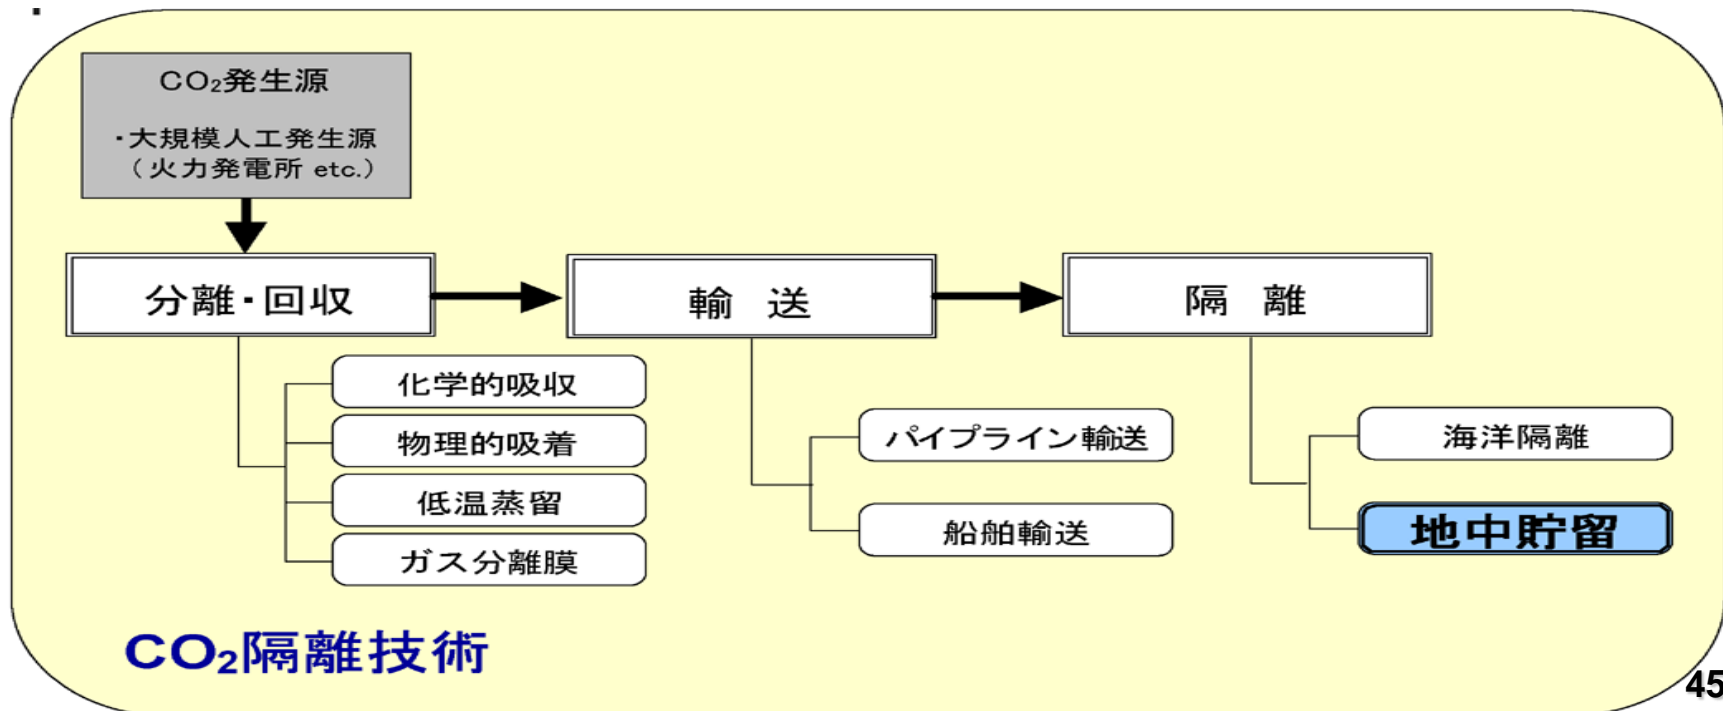 CO₂発生源
・大規模人工発生源
（火力発電所 etc.）
分離・回収
輸 送
隔 離
化学的吸収
物理的吸着
低温蒸留
ガス分離膜
パイプライン輸送
船舶輸送
海洋隔離
地中貯留
CO₂隔離技術
45